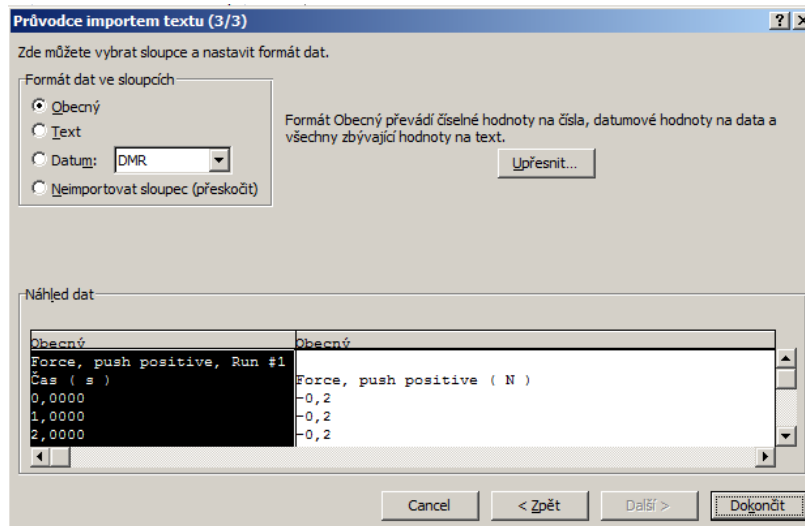 Průvodce importem textu (3/3)
Zde můžete vybrat sloupce a nastavit formát dat.
Formát dat ve sloupcích
Obecný
Text
Datum: DMR
Neimportovat sloupec (přeskočit)
Formát Obecný převádí číselné hodnoty na čísla, datumové hodnoty na data a
všechny zbývající hodnoty na text.
Upřesnit...
Náhled dat
Obecný Obecný
Force, push positive, Run #1
Čas ( s ) Force, push positive ( N )
0,0000 -0,2
1,0000 -0,2
2,0000 -0,2
Cancel < Zpět Další > Dokončit